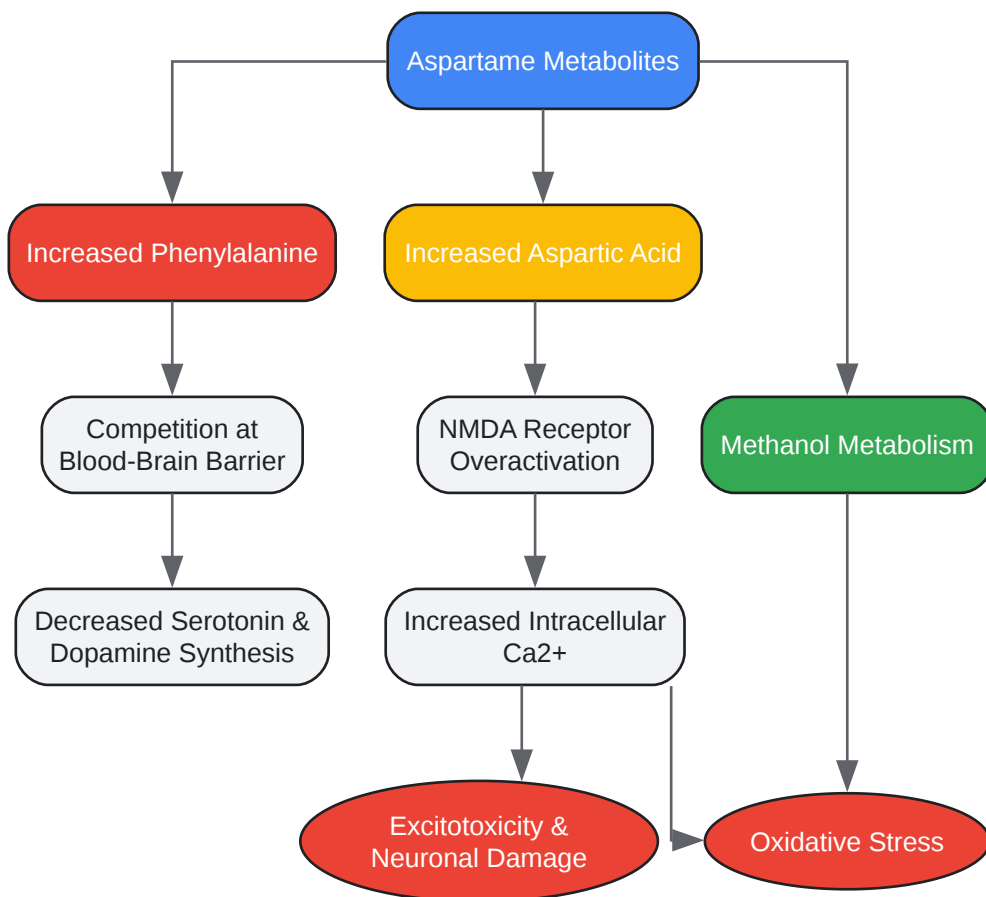 Aspartame Metabolites
Increased Phenylalanine
Increased Aspartic Acid
Competition at
Blood-Brain Barrier
NMDA Receptor
Overactivation
Methanol Metabolism
Decreased Serotonin &
Dopamine Synthesis
Increased Intracellular
Ca2+
Excitotoxicity &
Neuronal Damage
Oxidative Stress